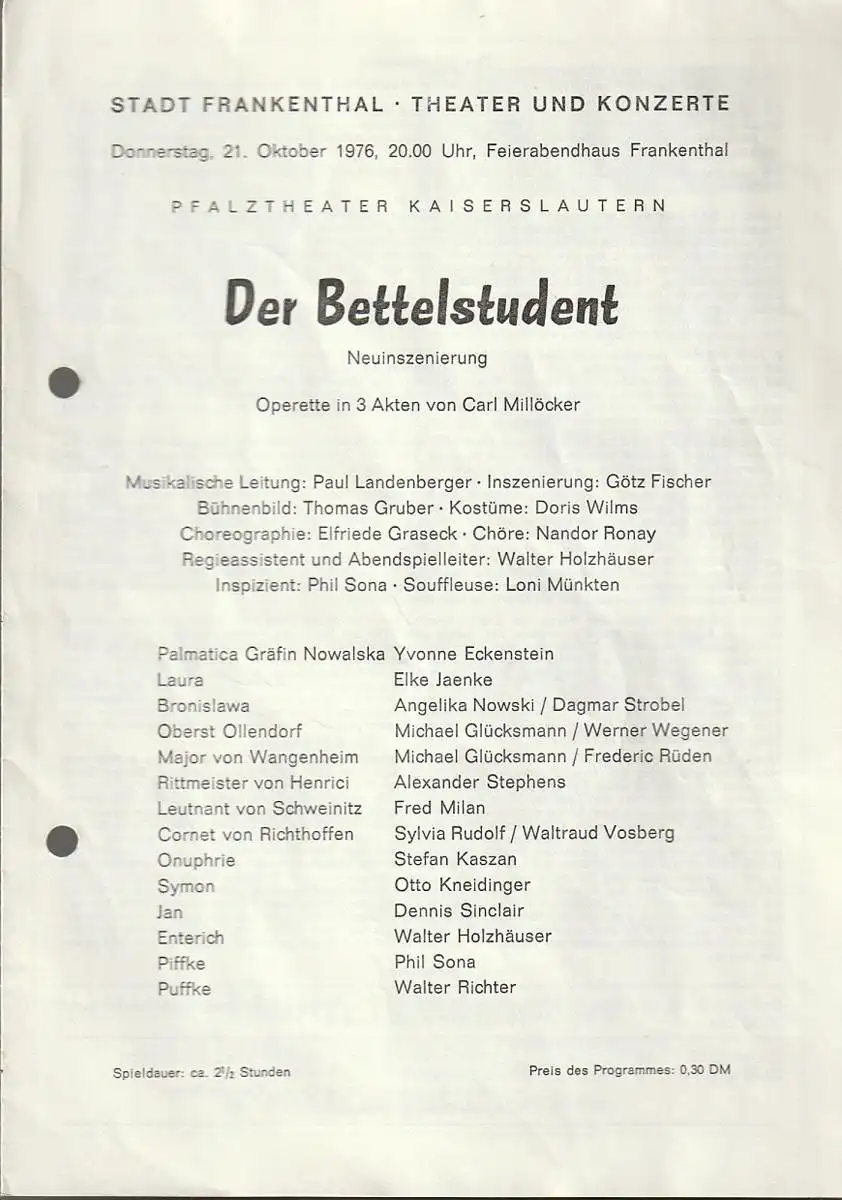 STADT FRANKENTHAL · THEATER UND KONZERTE
Donnerstag, 21. Oktober 1976, 20.00 Uhr, Feierabendhaus Frankenthal
PFALZTHEATER KAISERSLAUTERN
Der Bettelstudent
Neuinszenierung
Operette in 3 Akten von Carl Millöcker
Musikalische Leitung: Paul Landenberger · Inszenierung: Götz Fischer
Bühnenbild: Thomas Gruber · Kostüme: Doris Wilms
Choreographie: Elfriede Graseck · Chöre: Nandor Ronay
Regieassistent und Abendspielleiter: Walter Holzhäuser
Inspizient: Phil Sona · Souffleuse: Loni Münkten
Palmatica Gräfin Nowalska Yvonne Eckenstein
Laura Elke Jaenke
Bronislawa Angelika Nowski / Dagmar Strobel
Oberst Ollendorf Michael Glücksmann / Werner Wegener
Major von Wangenheim Michael Glücksmann / Frederic Rüden
Rittmeister von Henrici Alexander Stephens
Leutnant von Schweinitz Fred Milan
Cornet von Richthoffen Sylvia Rudolf / Waltraud Vosberg
Onuphrie Stefan Kaszan
Symon Otto Kneidinger
Jan Dennis Sinclair
Enterich Walter Holzhäuser
Piffke Phil Sona
Puffke Walter Richter
Spieldauer: ca. 2½ Stunden Preis des Programmes: 0,30 DM